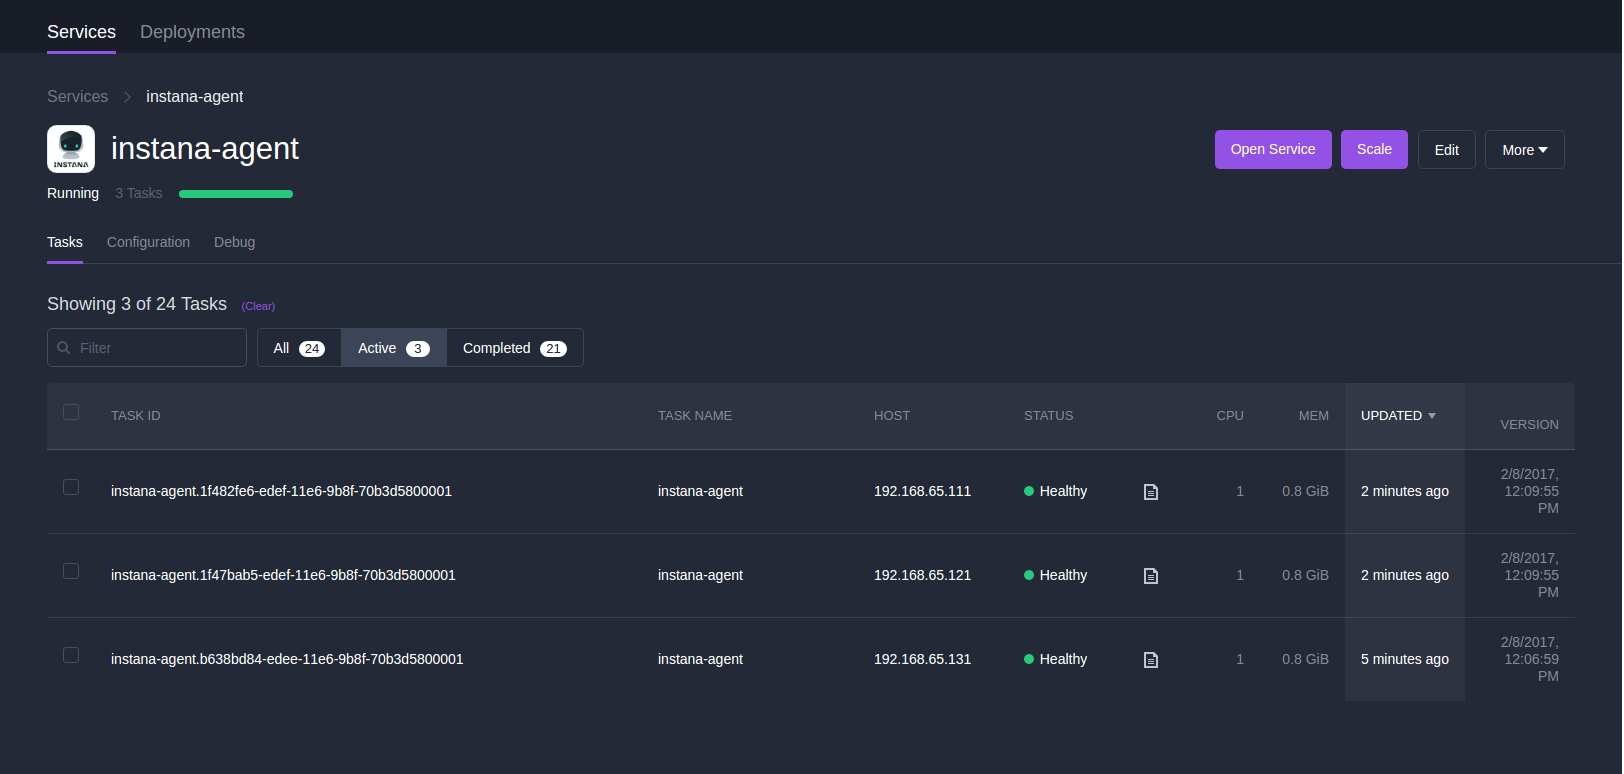 Services Deployments
Services instana-agent
INSTANA
instana-agent
Open Service Scale Edit More
Running 3 Tasks
Tasks Configuration Debug
Showing 3 of 24 Tasks (Clear)
Filter All 24 Active 3 Completed 21
TASK ID TASK NAME HOST STATUS CPU MEM UPDATED VERSION
instana-agent.1f482fe6-edef-11e6-9b8f-70b3d5800001 instana-agent 192.168.65.111 Healthy 1 0.8 GiB 2 minutes ago 2/8/2017,
12:09:55
PM
instana-agent.1f47bab5-edef-11e6-9b8f-70b3d5800001 instana-agent 192.168.65.121 Healthy 1 0.8 GiB 2 minutes ago 2/8/2017,
12:09:55
PM
instana-agent.b638bd84-edee-11e6-9b8f-70b3d5800001 instana-agent 192.168.65.131 Healthy 1 0.8 GiB 5 minutes ago 2/8/2017,
12:06:59
PM